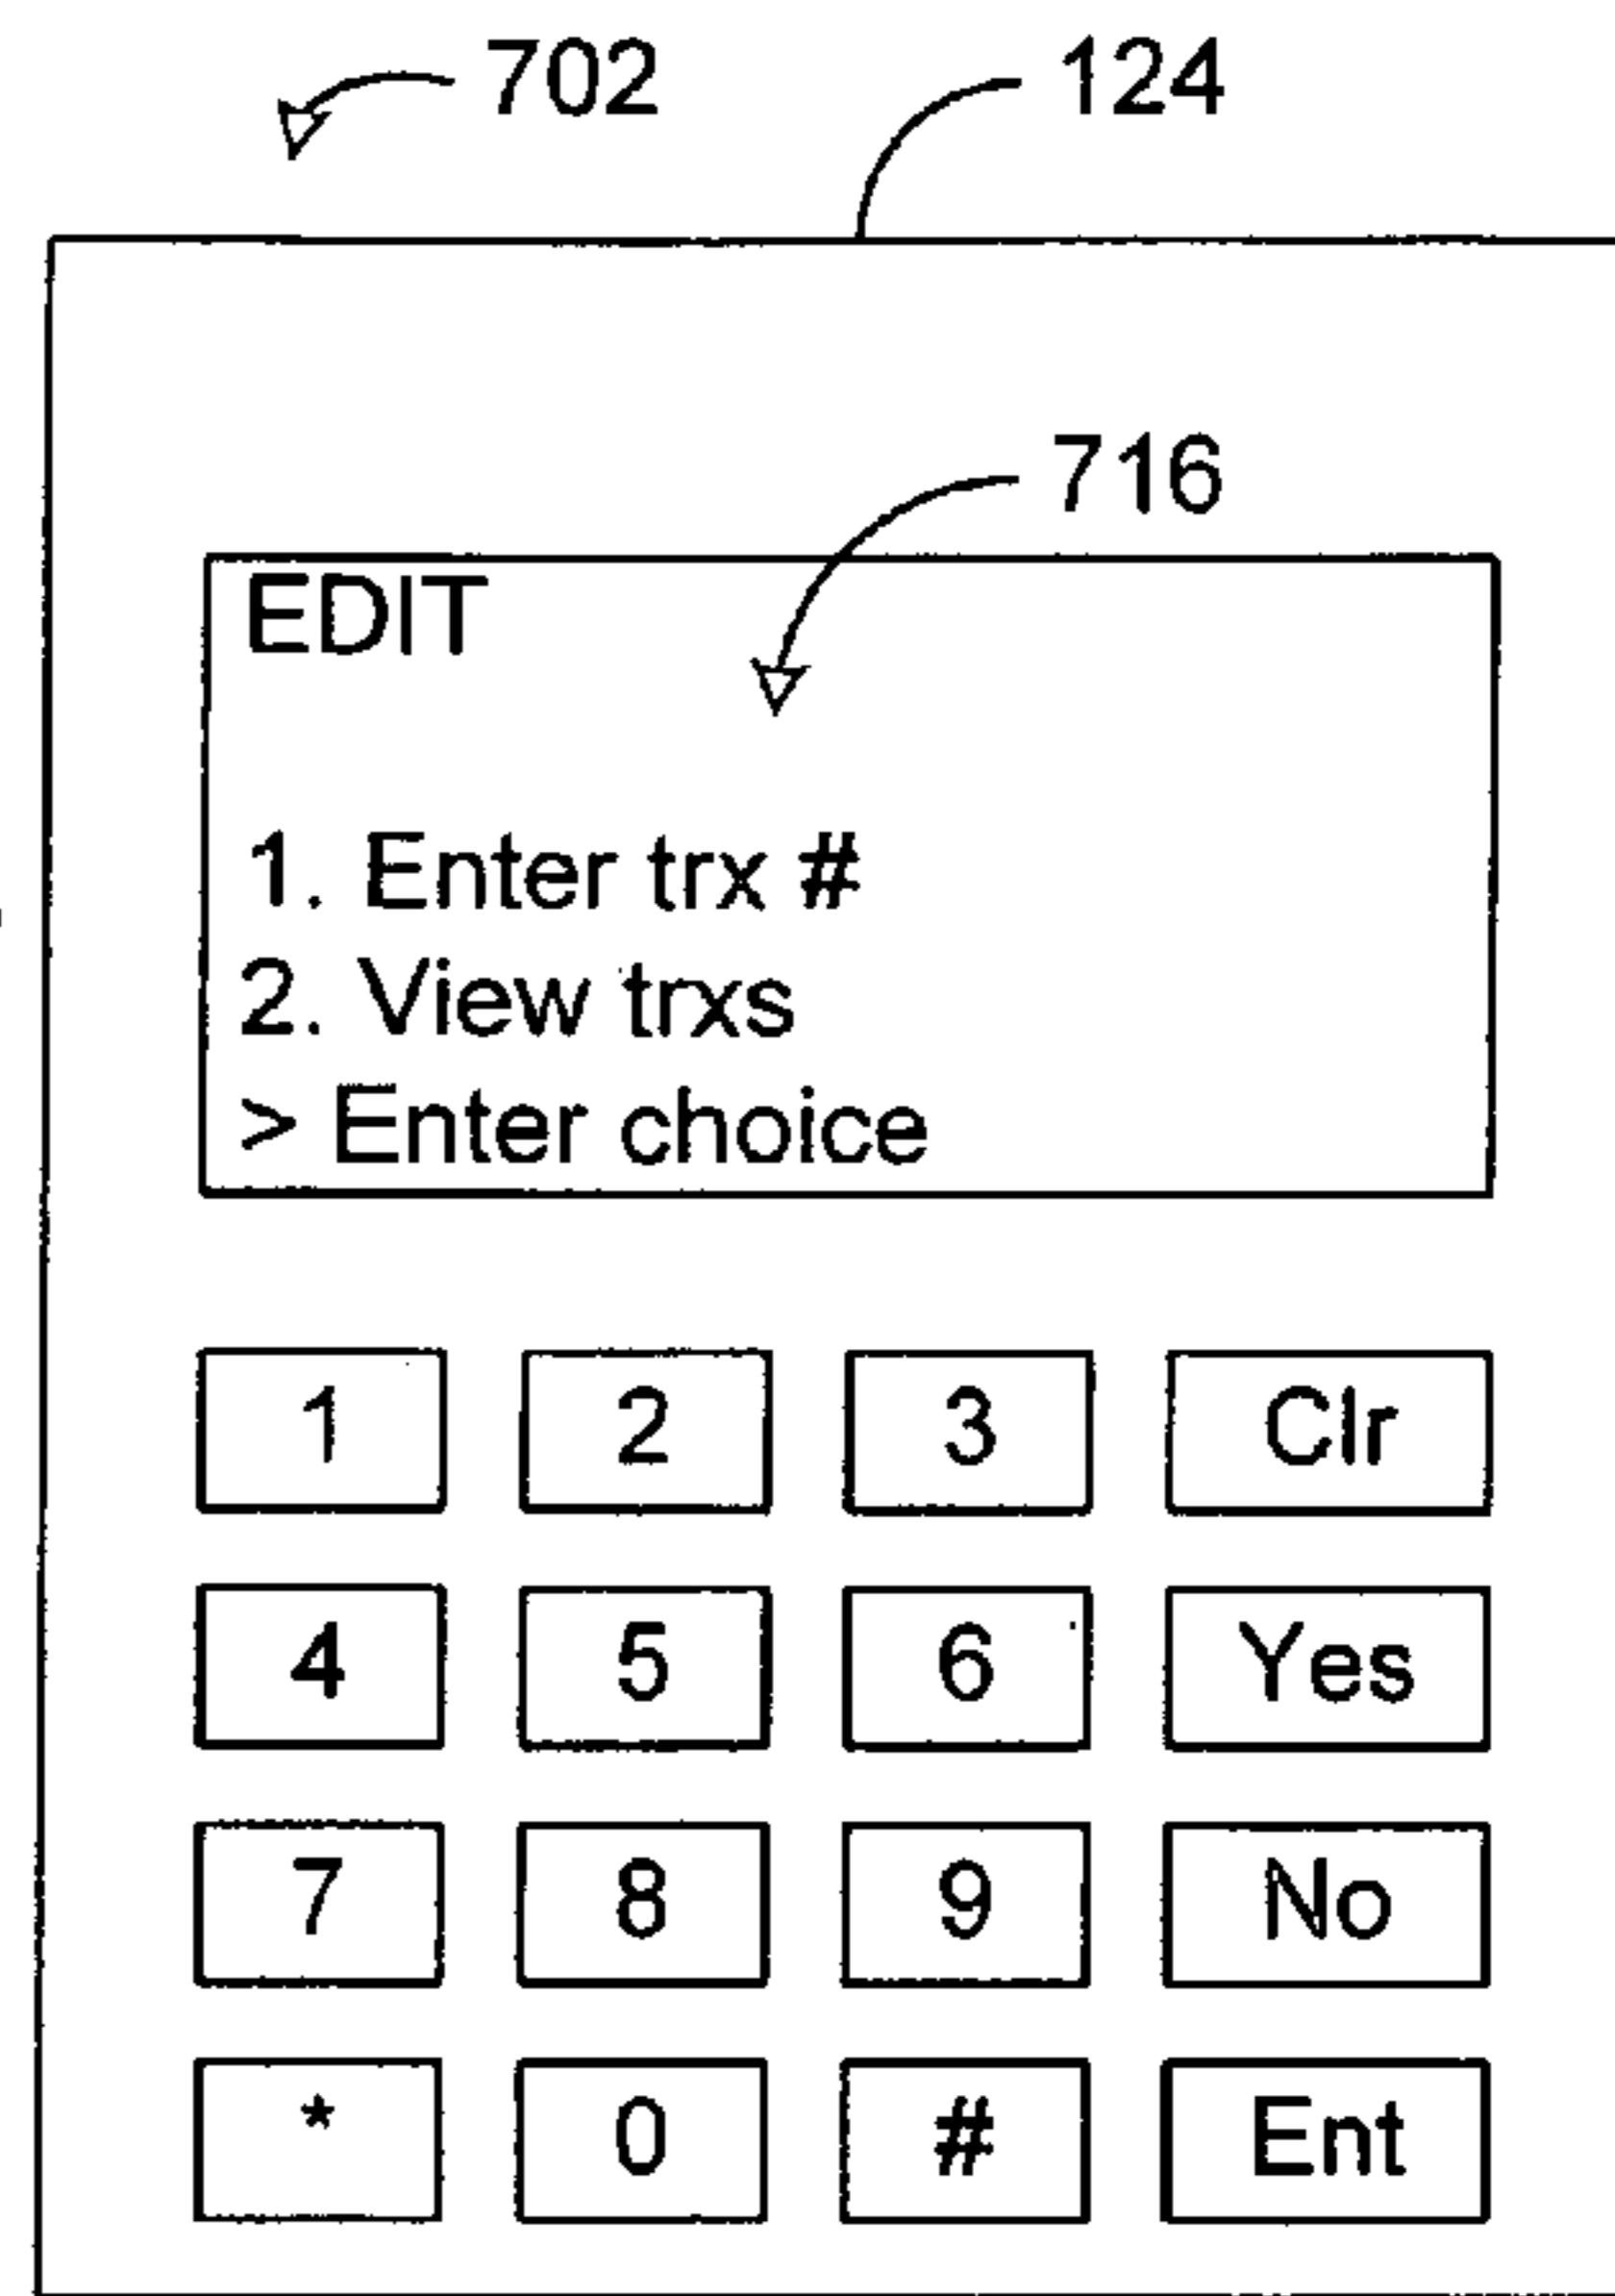 702 124
716
EDIT
1. Enter trx #
2. View trxs
> Enter choice
1 2 3 Clr
4 5 6 Yes
7 8 9 No
* 0 # Ent